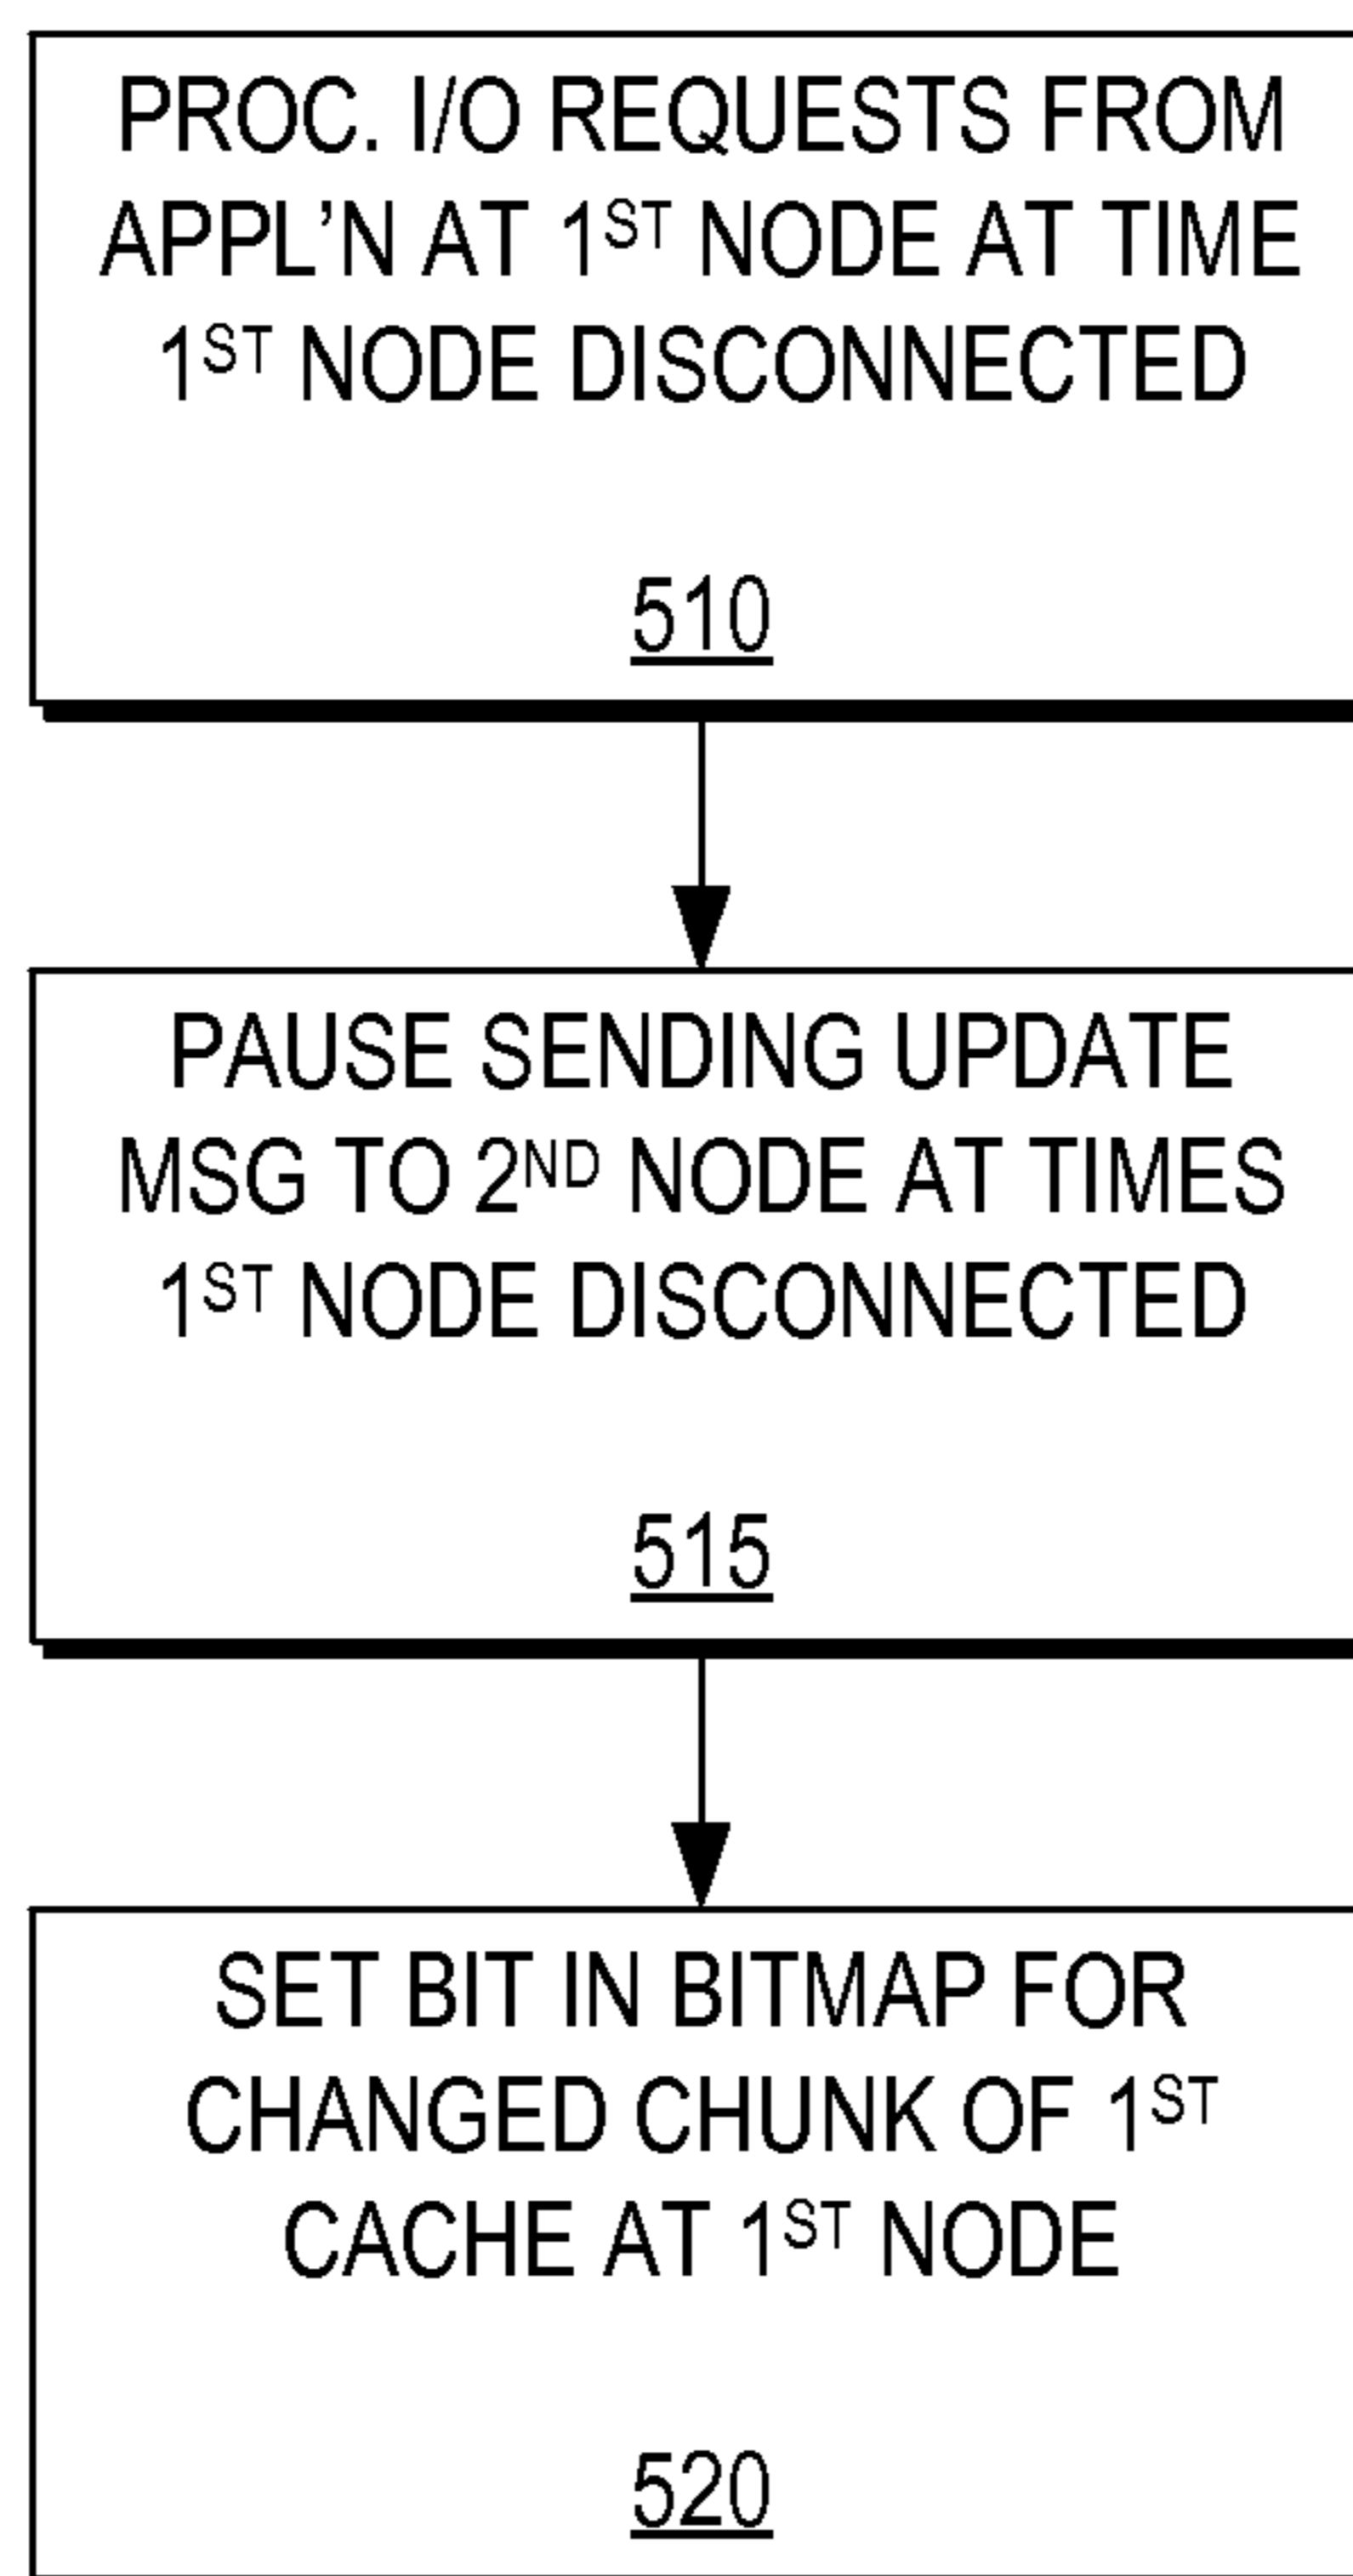 PROC. I/O REQUESTS FROM
APPL’N AT 1ST NODE AT TIME
1ST NODE DISCONNECTED
510
PAUSE SENDING UPDATE
MSG TO 2ND NODE AT TIMES
1ST NODE DISCONNECTED
515
SET BIT IN BITMAP FOR
CHANGED CHUNK OF 1ST
CACHE AT 1ST NODE
520